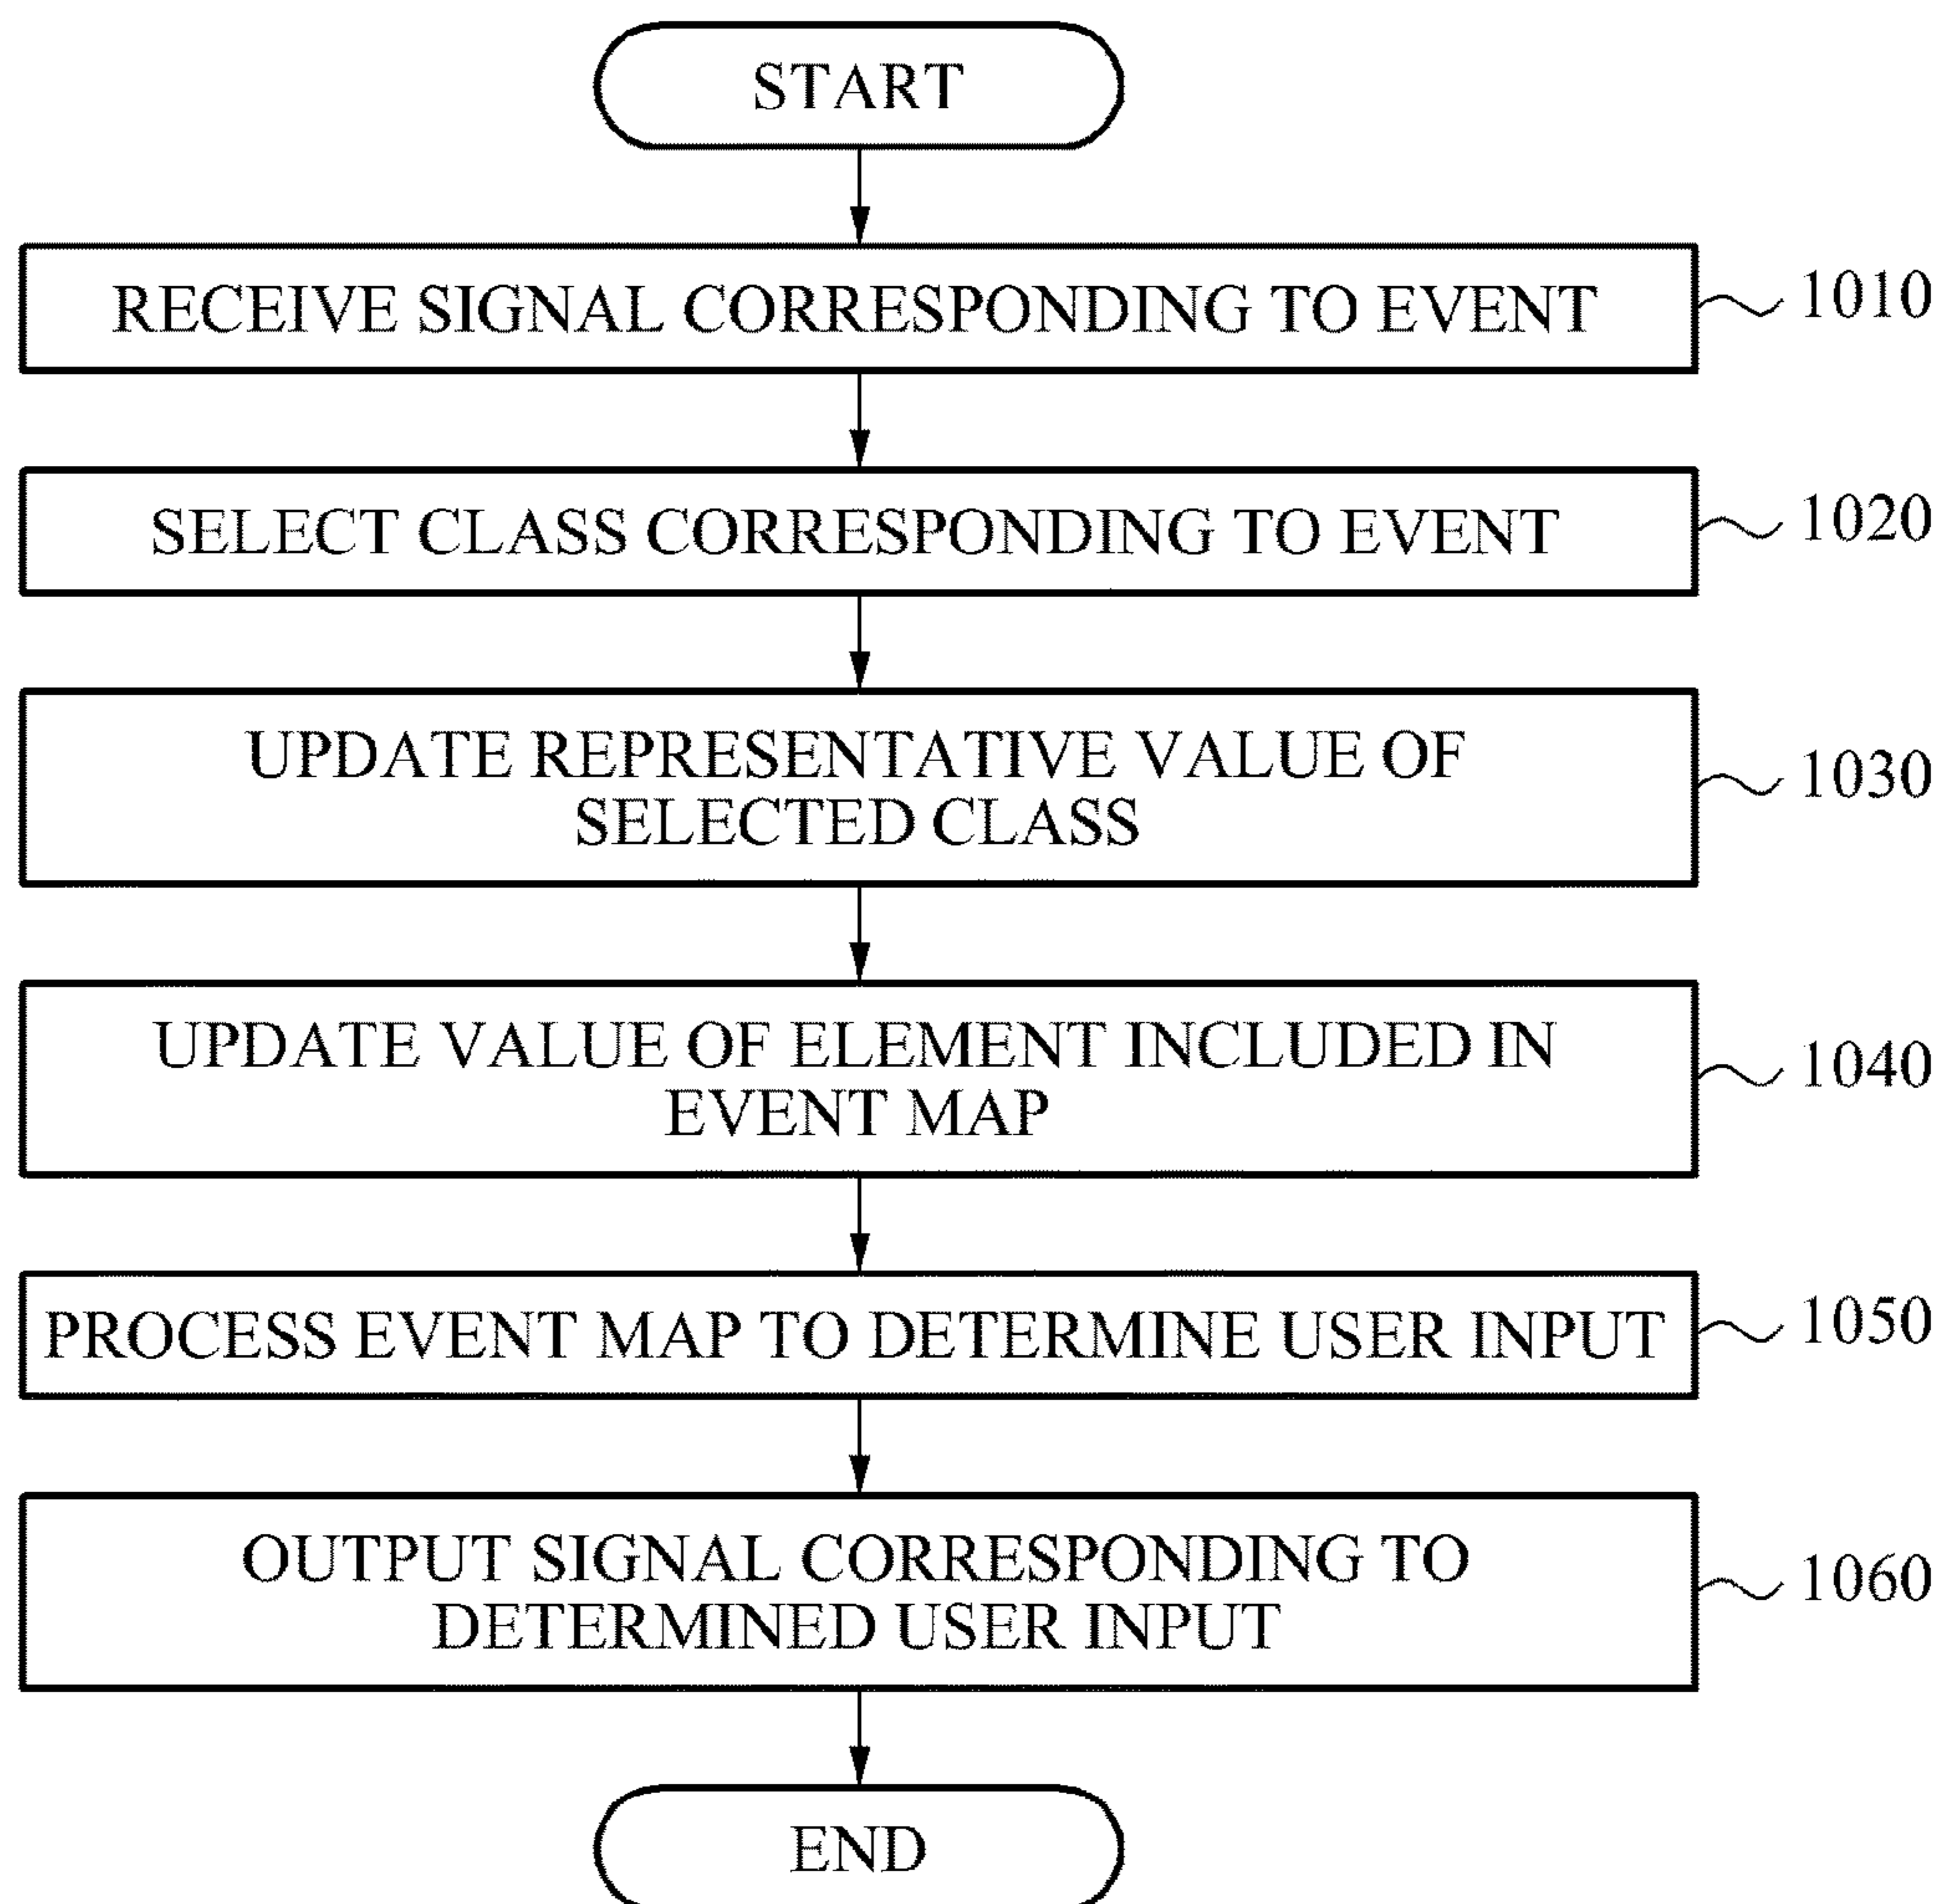 START
RECEIVE SIGNAL CORRESPONDING TO EVENT
1010
SELECT CLASS CORRESPONDING TO EVENT
1020
UPDATE REPRESENTATIVE VALUE OF
SELECTED CLASS
1030
UPDATE VALUE OF ELEMENT INCLUDED IN
EVENT MAP
1040
PROCESS EVENT MAP TO DETERMINE USER INPUT
1050
OUTPUT SIGNAL CORRESPONDING TO
DETERMINED USER INPUT
1060
END